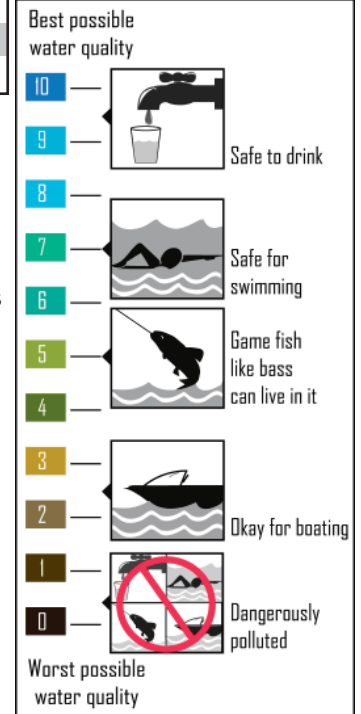 Best possible
water quality
10
9
Safe to drink
8
7
Safe for
swimming
6
5
Game fish
like bass
can live in it
4
3
2
Okay for boating
1
0
Dangerously
polluted
Worst possible
water quality